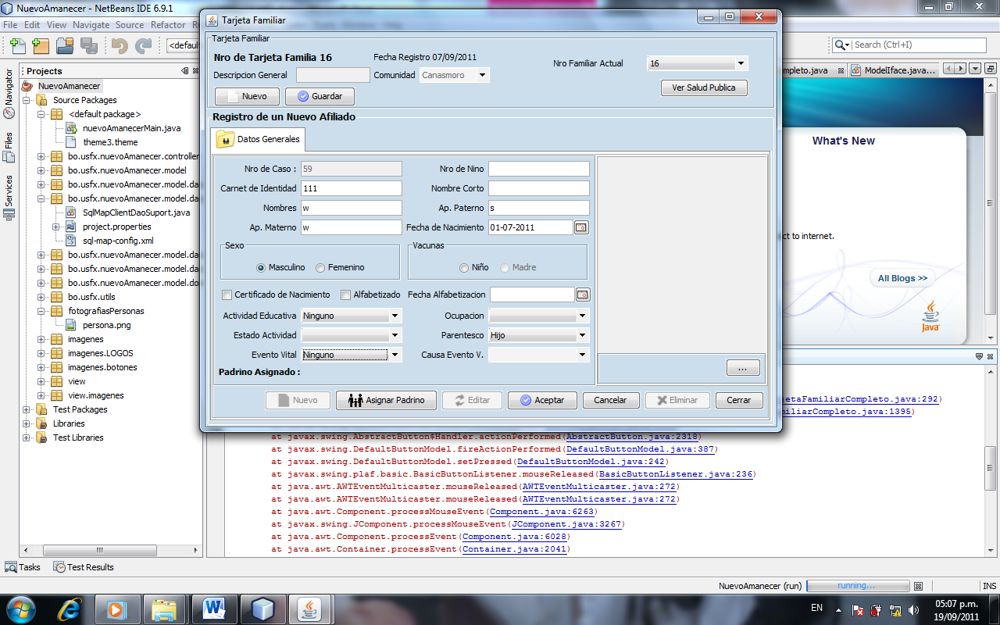 NuevoAmanecer - NetBeans IDE 6.9.1
File Edit View Navigate Source Refactor
<defau
Search (Ctrl+I)
Navigator
Files
Services
Projects
NuevoAmanecer
Source Packages
<default package>
nuevoAmanecerMain.java
theme3.theme
bo.usfx.nuevoAmanecer.controller
bo.usfx.nuevoAmanecer.model
bo.usfx.nuevoAmanecer.model.da
bo.usfx.nuevoAmanecer.model.da
SqlMapClientDaoSuport.java
project.properties
sql-map-config.xml
bo.usfx.nuevoAmanecer.model.da
bo.usfx.nuevoAmanecer.model.da
bo.usfx.nuevoAmanecer.model.do
bo.usfx.utils
fotografiasPersonas
persona.png
imagenes
imagenes.LOGOS
imagenes.botones
view
view.imagenes
Test Packages
Libraries
Test Libraries
Tarjeta Familiar
Tarjeta Familiar
Nro de Tarjeta Familia 16
Fecha Registro 07/09/2011
Nro Familiar Actual
16
Descripcion General
Comunidad
Canasmoro
Nuevo
Guardar
Ver Salud Publica
Registro de un Nuevo Afiliado
Datos Generales
Nro de Caso : 59
Nro de Nino
Carnet de Identidad 111
Nombre Corto
Nombres w
Ap. Paterno s
Ap. Materno w
Fecha de Nacimiento 01-07-2011
Sexo
Masculino
Femenino
Vacunas
Niño
Madre
Certificado de Nacimiento
Alfabetizado
Fecha Alfabetizacion
Actividad Educativa Ninguno
Ocupacion
Estado Actividad
Parentesco Hijo
Evento Vital Ninguno
Causa Evento V.
Padrino Asignado :
...
Nuevo
Asignar Padrino
Editar
Aceptar
Cancelar
Eliminar
Cerrar
mpleto.java
ModelIface.java...
What's New
ct to internet.
All Blogs >>
Java
etaFamiliarCompleto.java:292)
iliarCompleto.java:1395)
at javax.swing.AbstractButton$Handler.actionPerformed(AbstractButton.java:2318)
at javax.swing.DefaultButtonModel.fireActionPerformed(DefaultButtonModel.java:387)
at javax.swing.DefaultButtonModel.setPressed(DefaultButtonModel.java:242)
at javax.swing.plaf.basic.BasicButtonListener.mouseReleased(BasicButtonListener.java:236)
at java.awt.AWTEventMulticaster.mouseReleased(AWTEventMulticaster.java:272)
at java.awt.AWTEventMulticaster.mouseReleased(AWTEventMulticaster.java:272)
at java.awt.Component.processMouseEvent(Component.java:6263)
at javax.swing.JComponent.processMouseEvent(JComponent.java:3267)
at java.awt.Component.processEvent(Component.java:6028)
at java.awt.Container.processEvent(Container.java:2041)
Tasks
Test Results
NuevoAmanecer (run)
running...
INS
EN
05:07 p.m.
19/09/2011